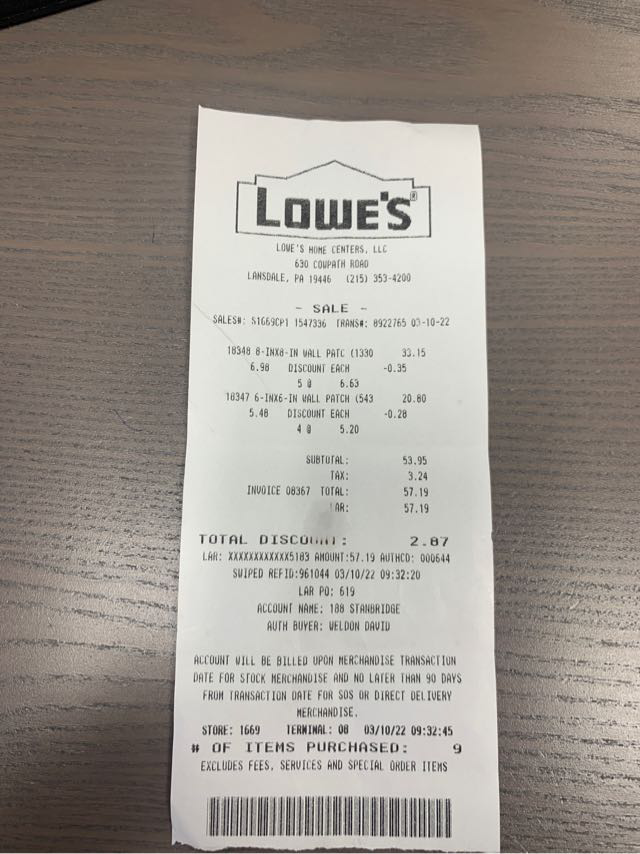 LOWE'S®
LOWE'S HOME CENTERS, LLC
630 COWPATH ROAD
LANSDALE, PA 19446 (215) 353-4200
- SALE -
SALES#: S1669CP1 1547336 TRANS#: 8922765 03-10-22
18348 8-INX8-IN WALL PATC (1330 33.15
6.98 DISCOUNT EACH -0.35
5 @ 6.63
18347 6-INX6-IN WALL PATCH (543 20.80
5.48 DISCOUNT EACH -0.28
4 @ 5.20
SUBTOTAL: 53.95
TAX: 3.24
INVOICE 08367 TOTAL: 57.19
LAR: 57.19
TOTAL DISCOUNT: 2.87
LAR: XXXXXXXXXXXX5183 AMOUNT:57.19 AUTHCD: 000644
SWIPED REFID:961044 03/10/22 09:32:20
LAR PO: 619
ACCOUNT NAME: 188 STANBRIDGE
AUTH BUYER: WELDON DAVID
ACCOUNT WILL BE BILLED UPON MERCHANDISE TRANSACTION
DATE FOR STOCK MERCHANDISE AND NO LATER THAN 90 DAYS
FROM TRANSACTION DATE FOR SOS OR DIRECT DELIVERY
MERCHANDISE.
STORE: 1669 TERMINAL: 08 03/10/22 09:32:45
# OF ITEMS PURCHASED: 9
EXCLUDES FEES, SERVICES AND SPECIAL ORDER ITEMS